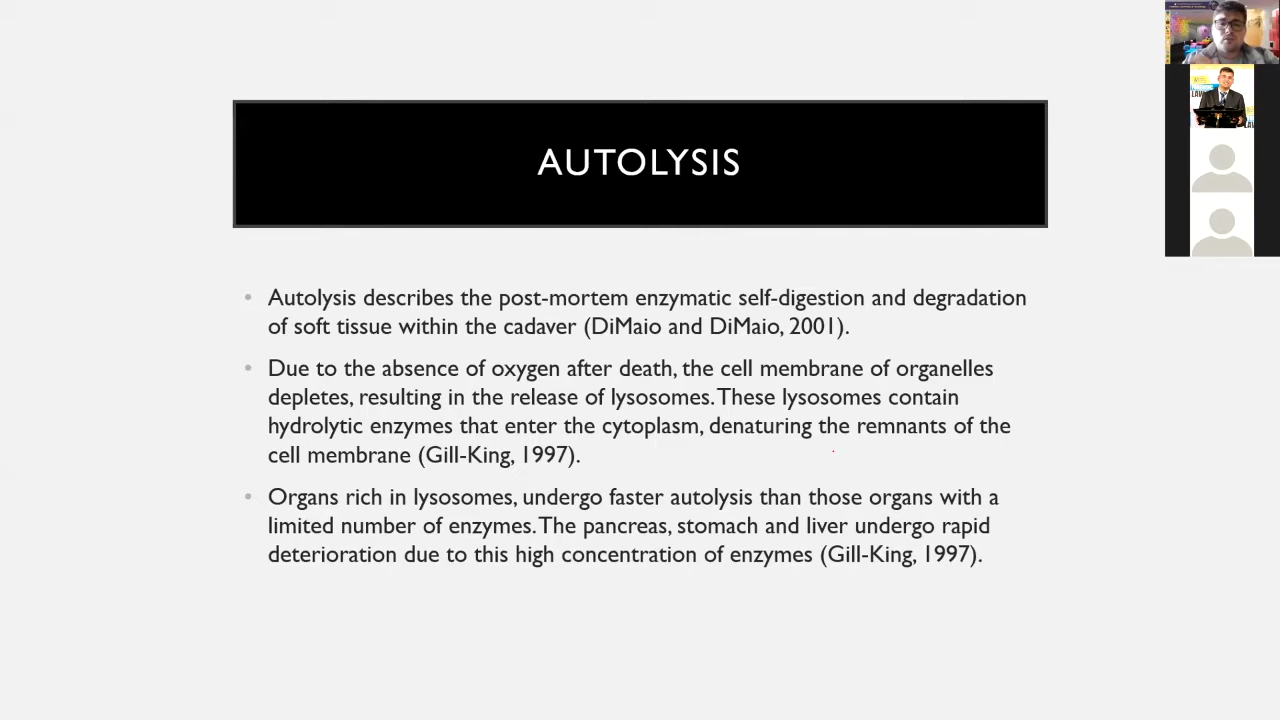 AUTOLYSIS
• Autolysis describes the post-mortem enzymatic self-digestion and degradation
of soft tissue within the cadaver (DiMaio and DiMaio, 2001).
• Due to the absence of oxygen after death, the cell membrane of organelles
depletes, resulting in the release of lysosomes. These lysosomes contain
hydrolytic enzymes that enter the cytoplasm, denaturing the remnants of the
cell membrane (Gill-King, 1997).
• Organs rich in lysosomes, undergo faster autolysis than those organs with a
limited number of enzymes. The pancreas, stomach and liver undergo rapid
deterioration due to this high concentration of enzymes (Gill-King, 1997).
LAW